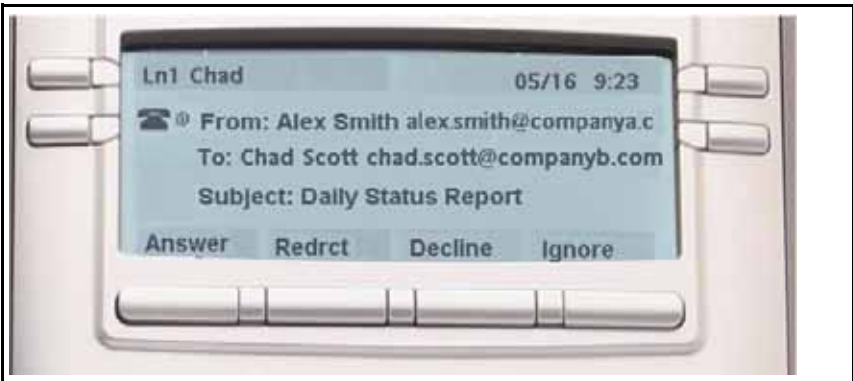 Ln1 Chad 05/16 9:23
From: Alex Smith alex.smith@companya.c
To: Chad Scott chad.scott@companyb.com
Subject: Daily Status Report
Answer Redrct Decline Ignore